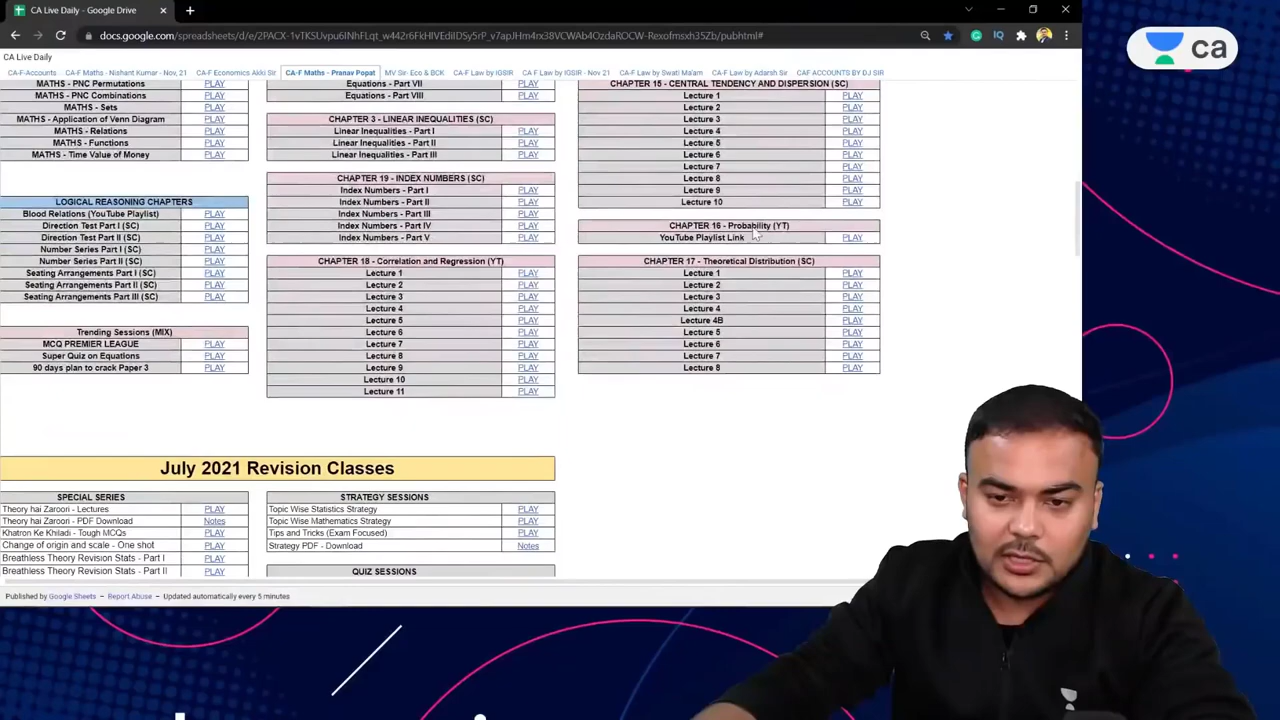 CA Live Daily - Google Drive
docs.google.com/spreadsheets/d/e/2PACX-1vTKSUvpu6INhFLqt_w442r6FkHIVEdiIDSy5rP_v7apJHm4rx38VCWAb4OzdaROCW-Rexofmsxh35Zb/pubhtml#
CA Live Daily
CA-F-Accounts
CA-F Maths - Nishant Kumar - Nov, 21
CA-F Economics Akki Sir
CA-F Maths - Pranav Popat
MV Sir: Eco & BCK
CA-F Law by IGSIR
CA F Law by IGSIR - Nov 21
CA-F Law by Swati Ma'am
CA-F Law by Adarsh Sir
CAF ACCOUNTS BY DJ SIR
ca
MATHS - PNC Permutations PLAY
MATHS - PNC Combinations PLAY
MATHS - Sets PLAY
MATHS - Application of Venn Diagram PLAY
MATHS - Relations PLAY
MATHS - Functions PLAY
MATHS - Time Value of Money PLAY
LOGICAL REASONING CHAPTERS
Blood Relations (YouTube Playlist) PLAY
Direction Test Part I (SC) PLAY
Direction Test Part II (SC) PLAY
Number Series Part I (SC) PLAY
Number Series Part II (SC) PLAY
Seating Arrangements Part I (SC) PLAY
Seating Arrangements Part II (SC) PLAY
Seating Arrangements Part III (SC) PLAY
Trending Sessions (MIX)
MCQ PREMIER LEAGUE PLAY
Super Quiz on Equations PLAY
90 days plan to crack Paper 3 PLAY
Equations - Part VII PLAY
Equations - Part VIII PLAY
CHAPTER 3 - LINEAR INEQUALITIES (SC)
Linear Inequalities - Part I PLAY
Linear Inequalities - Part II PLAY
Linear Inequalities - Part III PLAY
CHAPTER 19 - INDEX NUMBERS (SC)
Index Numbers - Part I PLAY
Index Numbers - Part II PLAY
Index Numbers - Part III PLAY
Index Numbers - Part IV PLAY
Index Numbers - Part V PLAY
CHAPTER 18 - Correlation and Regression (YT)
Lecture 1 PLAY
Lecture 2 PLAY
Lecture 3 PLAY
Lecture 4 PLAY
Lecture 5 PLAY
Lecture 6 PLAY
Lecture 7 PLAY
Lecture 8 PLAY
Lecture 9 PLAY
Lecture 10 PLAY
Lecture 11 PLAY
CHAPTER 15 - CENTRAL TENDENCY AND DISPERSION (SC)
Lecture 1 PLAY
Lecture 2 PLAY
Lecture 3 PLAY
Lecture 4 PLAY
Lecture 5 PLAY
Lecture 6 PLAY
Lecture 7 PLAY
Lecture 8 PLAY
Lecture 9 PLAY
Lecture 10 PLAY
CHAPTER 16 - Probability (YT)
YouTube Playlist Link PLAY
CHAPTER 17 - Theoretical Distribution (SC)
Lecture 1 PLAY
Lecture 2 PLAY
Lecture 3 PLAY
Lecture 4 PLAY
Lecture 4B PLAY
Lecture 5 PLAY
Lecture 6 PLAY
Lecture 7 PLAY
Lecture 8 PLAY
July 2021 Revision Classes
SPECIAL SERIES
Theory hai Zaroori - Lectures PLAY
Theory hai Zaroori - PDF Download Notes
Khatron Ke Khiladi - Tough MCQs PLAY
Change of origin and scale - One shot PLAY
Breathless Theory Revision Stats - Part I PLAY
Breathless Theory Revision Stats - Part II PLAY
STRATEGY SESSIONS
Topic Wise Statistics Strategy PLAY
Topic Wise Mathematics Strategy PLAY
Tips and Tricks (Exam Focused) PLAY
Strategy PDF - Download Notes
QUIZ SESSIONS
Published by Google Sheets – Report Abuse – Updated automatically every 5 minutes